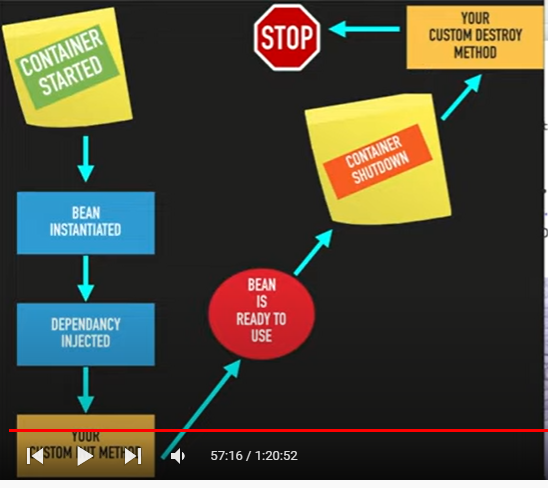 CONTAINER
STARTED
BEAN
INSTANTIATED
DEPENDANCY
INJECTED
YOUR
CUSTOM INIT METHOD
BEAN
IS
READY TO
USE
CONTAINER
SHUTDOWN
YOUR
CUSTOM DESTROY
METHOD
STOP
57:16 / 1:20:52